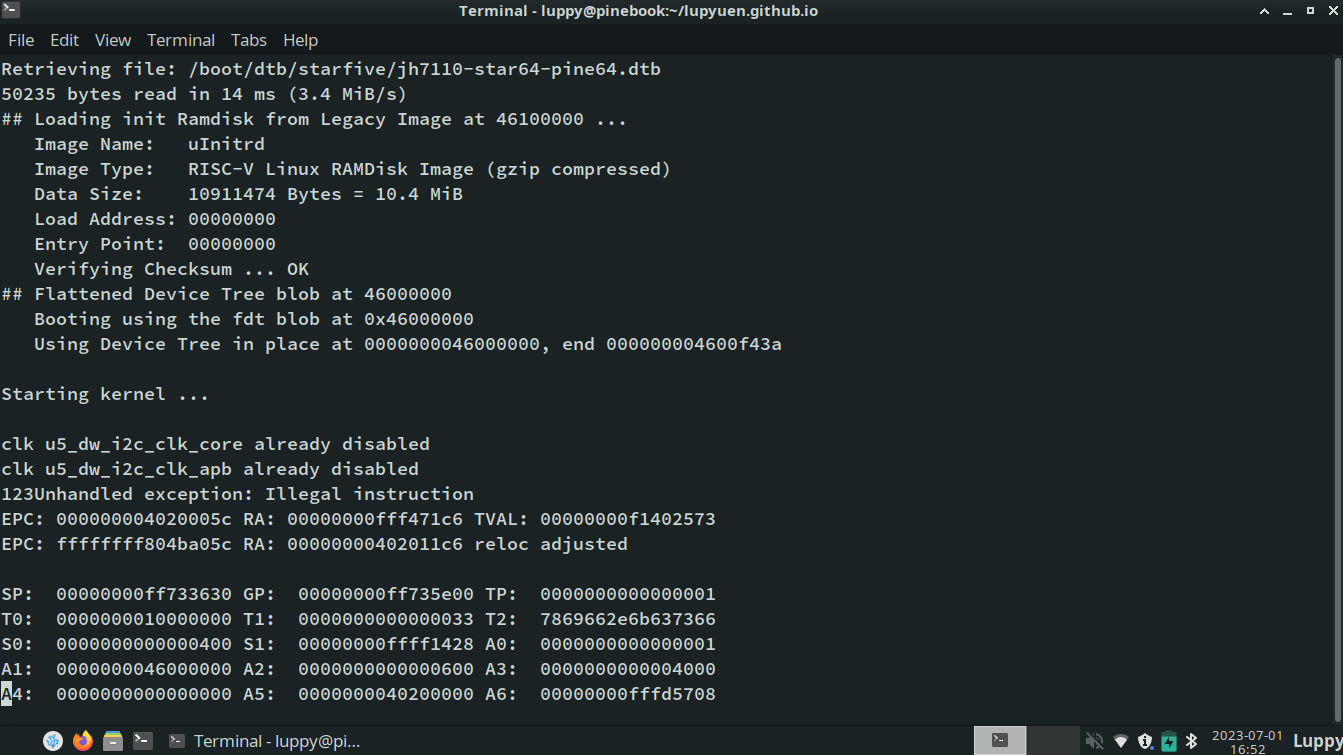 Terminal - luppy@pinebook:~/lupyuen.github.io
File Edit View Terminal Tabs Help
Retrieving file: /boot/dtb/starfive/jh7110-star64-pine64.dtb
50235 bytes read in 14 ms (3.4 MiB/s)
## Loading init Ramdisk from Legacy Image at 46100000 ...
   Image Name:   uInitrd
   Image Type:   RISC-V Linux RAMDisk Image (gzip compressed)
   Data Size:    10911474 Bytes = 10.4 MiB
   Load Address: 00000000
   Entry Point:  00000000
   Verifying Checksum ... OK
## Flattened Device Tree blob at 46000000
   Booting using the fdt blob at 0x46000000
   Using Device Tree in place at 0000000046000000, end 000000004600f43a
Starting kernel ...
clk u5_dw_i2c_clk_core already disabled
clk u5_dw_i2c_clk_apb already disabled
123Unhandled exception: Illegal instruction
EPC: 000000004020005c RA: 00000000fff471c6 TVAL: 00000000f1402573
EPC: ffffffff804ba05c RA: 00000000402011c6 reloc adjusted
SP:  00000000ff733630 GP:  00000000ff735e00 TP:  0000000000000001
T0:  0000000010000000 T1:  0000000000000033 T2:  7869662e6b637366
S0:  0000000000000400 S1:  00000000ffff1428 A0:  0000000000000001
A1:  0000000046000000 A2:  0000000000000600 A3:  0000000000004000
A4:  0000000000000000 A5:  0000000040200000 A6:  00000000fffd5708
Terminal - luppy@pi...
2023-07-01
16:52
Luppy